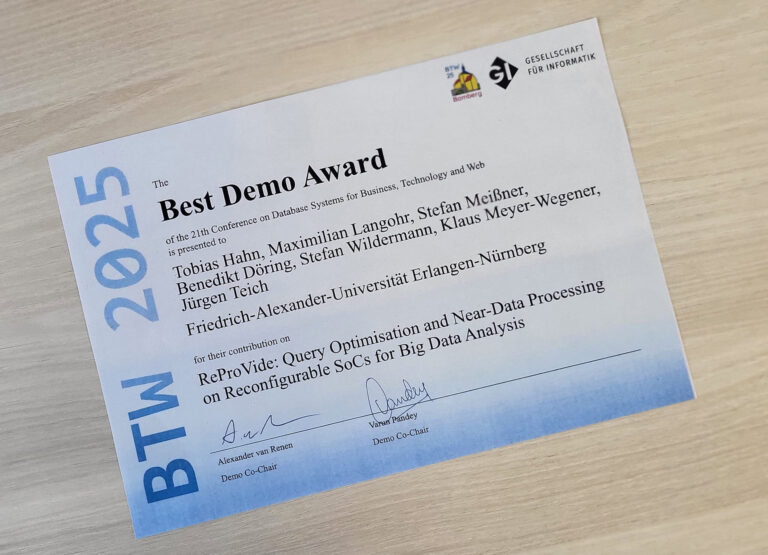 BTW
25
Bamberg
GI
GESELLSCHAFT
FÜR INFORMATIK
BTW 2025
The
Best Demo Award
of the 21th Conference on Database Systems for Business, Technology and Web
is presented to
Tobias Hahn, Maximilian Langohr, Stefan Meißner,
Benedikt Döring, Stefan Wildermann, Klaus Meyer-Wegener,
Jürgen Teich
Friedrich-Alexander-Universität Erlangen-Nürnberg
for their contribution on
ReProVide: Query Optimisation and Near-Data Processing
on Reconfigurable SoCs for Big Data Analysis
Pandey
Alexander van Renen
Varun Pandey
Demo Co-Chair
Demo Co-Chair